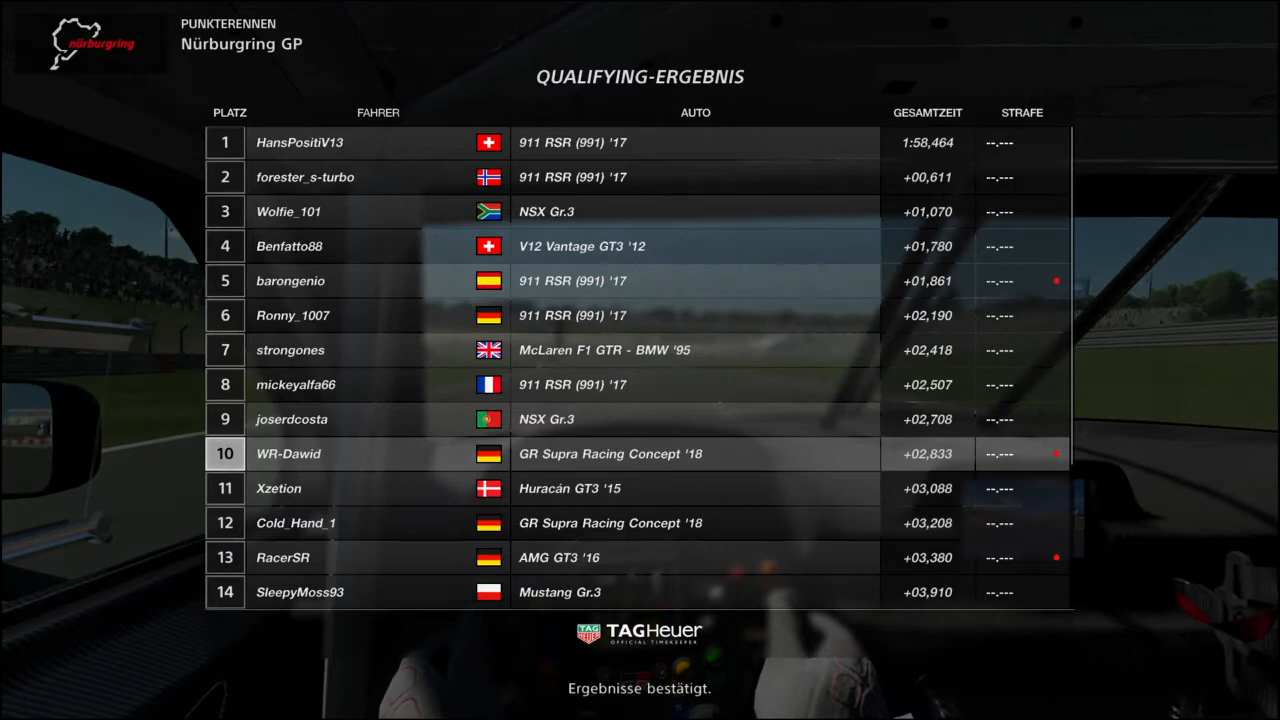 nürburgring
PUNKTERENNEN
Nürburgring GP
QUALIFYING-ERGEBNIS
PLATZ FAHRER AUTO GESAMTZEIT STRAFE
1 HansPositiV13 911 RSR (991) '17 1:58,464 --.---
2 forester_s-turbo 911 RSR (991) '17 +00,611 --.---
3 Wolfie_101 NSX Gr.3 +01,070 --.---
4 Benfatto88 V12 Vantage GT3 '12 +01,780 --.---
5 barongenio 911 RSR (991) '17 +01,861 --.---
6 Ronny_1007 911 RSR (991) '17 +02,190 --.---
7 strongones McLaren F1 GTR - BMW '95 +02,418 --.---
8 mickeyalfa66 911 RSR (991) '17 +02,507 --.---
9 joserdcosta NSX Gr.3 +02,708 --.---
10 WR-Dawid GR Supra Racing Concept '18 +02,833 --.---
11 Xzetion Huracán GT3 '15 +03,088 --.---
12 Cold_Hand_1 GR Supra Racing Concept '18 +03,208 --.---
13 RacerSR AMG GT3 '16 +03,380 --.---
14 SleepyMoss93 Mustang Gr.3 +03,910 --.---
TAG HEUER TAGHeuer
OFFICIAL TIMEKEEPER
Ergebnisse bestätigt.